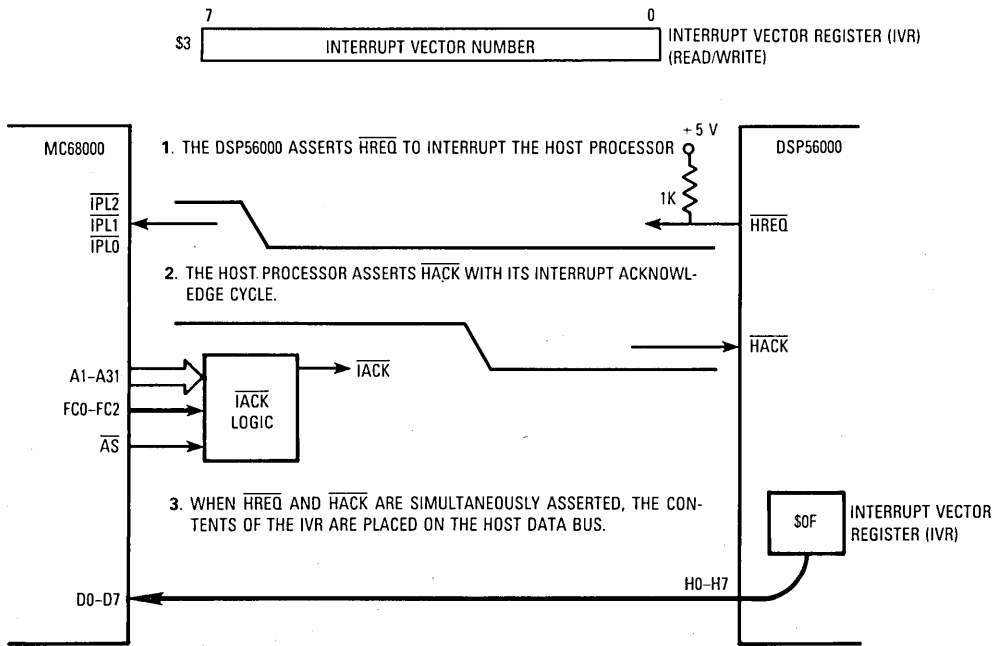 7 0
$3 INTERRUPT VECTOR NUMBER INTERRUPT VECTOR REGISTER (IVR)
(READ/WRITE)
MC68000
DSP56000
+5 V
1. THE DSP56000 ASSERTS HREQ TO INTERRUPT THE HOST PROCESSOR
1K
IPL2
IPL1
IPL0
HREQ
2. THE HOST PROCESSOR ASSERTS HACK WITH ITS INTERRUPT ACKNOWL-
EDGE CYCLE.
HACK
A1–A31
FC0–FC2
AS
IACK
LOGIC
IACK
3. WHEN HREQ AND HACK ARE SIMULTANEOUSLY ASSERTED, THE CON-
TENTS OF THE IVR ARE PLACED ON THE HOST DATA BUS.
$0F
INTERRUPT VECTOR
REGISTER (IVR)
D0–D7
H0–H7